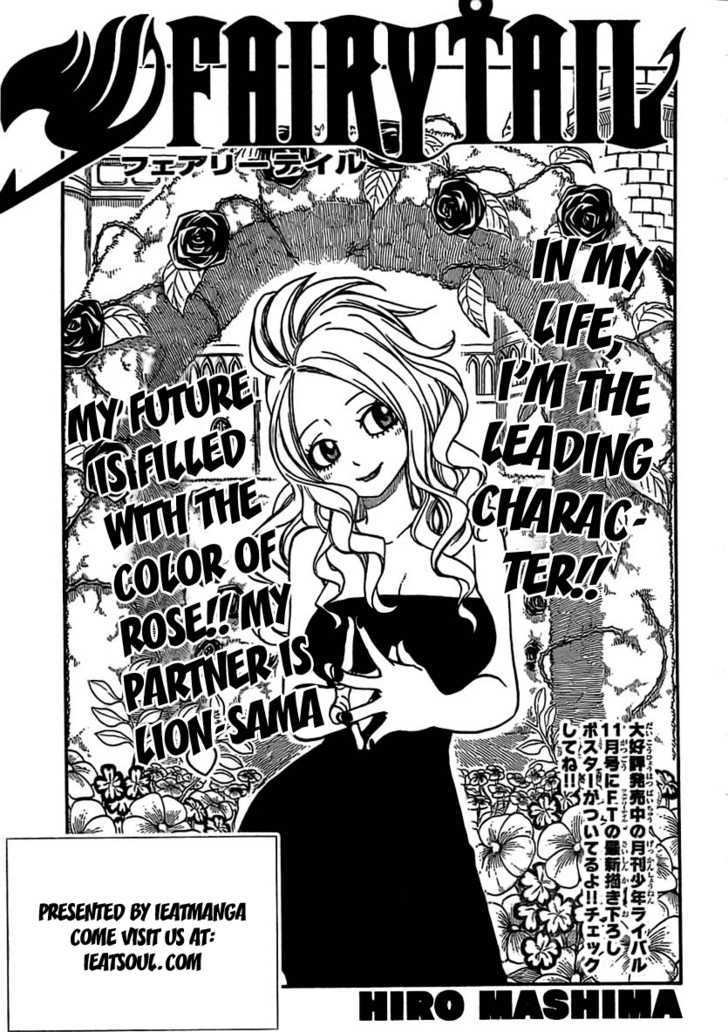 FAIRY TAIL
フェアリーテイル
IN MY
LIFE,
I'M THE
LEADING
CHARAC-
TER!!
MY FUTURE
IS FILLED
WITH THE
COLOR OF
ROSE!! MY
PARTNER IS
LION-SAMA
大好評発売中の月刊少年ライバル
11月号にF.Tの最新描き下ろし
ポスターがついてるよ!!チェック
してね!!
PRESENTED BY IEATMANGA
COME VISIT US AT:
IEATSOUL.COM
HIRO MASHIMA